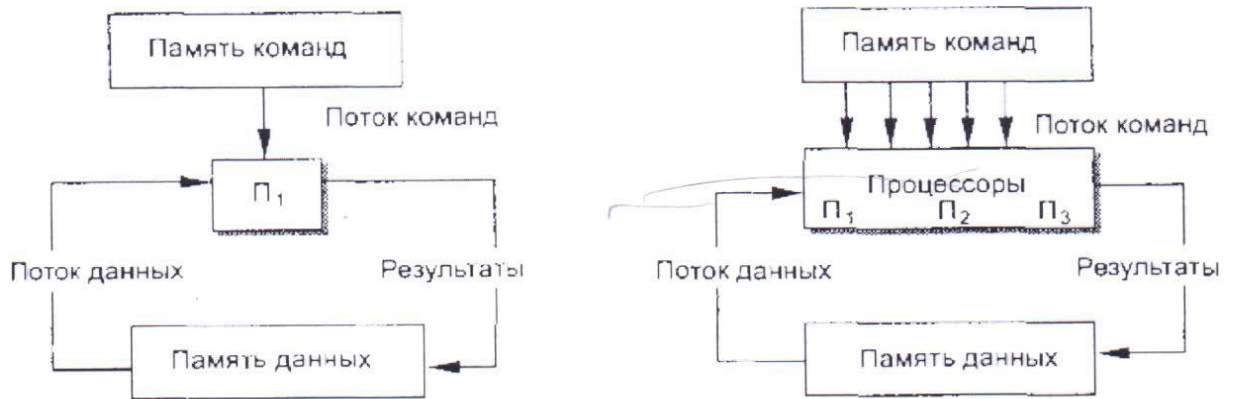 Память команд
Поток команд
П1
Поток данных
Результаты
Память данных
Память команд
Поток команд
Процессоры
П1 П2 П3
Поток данных
Результаты
Память данных